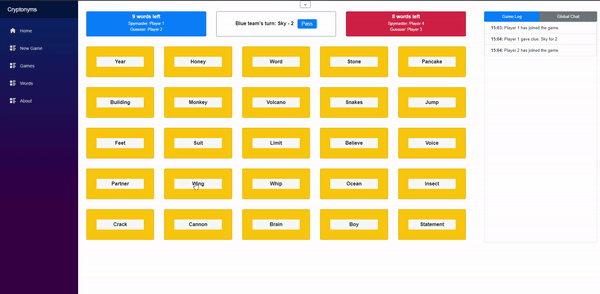 Cryptonyms
Home
New Game
Games
Words
About
9 words left
Spymaster: Player 1
Guesser: Player 2
Blue team's turn: Sky - 2 Pass
8 words left
Spymaster: Player 4
Guesser: Player 3
Game Log Global Chat
15:03: Player 1 has joined the game
15:04: Player 1 gave clue: Sky for 2
15:04: Player 2 has joined the game
Year Honey Word Stone Pancake
Building Monkey Volcano Snakes Jump
Feet Suit Limit Believe Voice
Partner Wing Whip Ocean Insect
Crack Cannon Brain Boy Statement